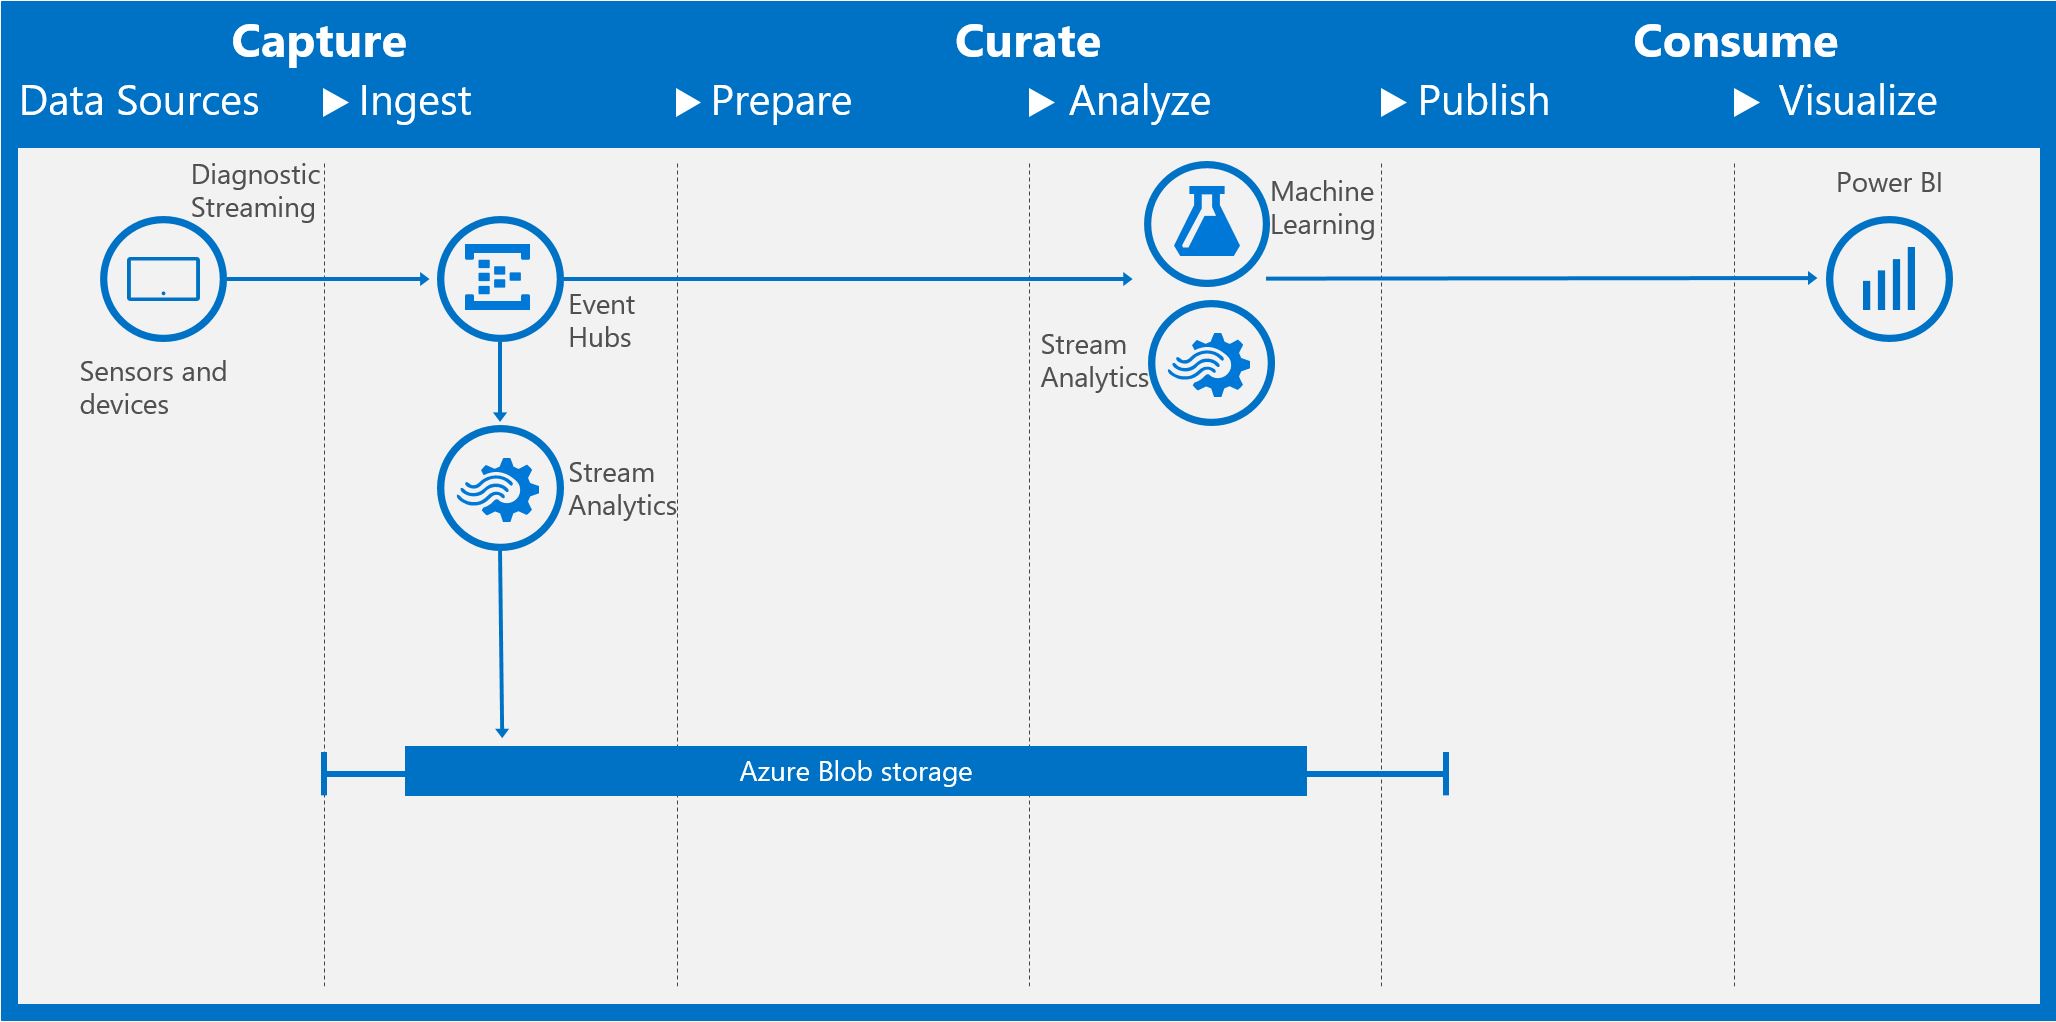 Capture
Curate
Consume
Data Sources
Ingest
Prepare
Analyze
Publish
Visualize
Diagnostic
Streaming
Sensors and
devices
Event
Hubs
Stream
Analytics
Machine
Learning
Stream
Analytics
Power BI
Azure Blob storage